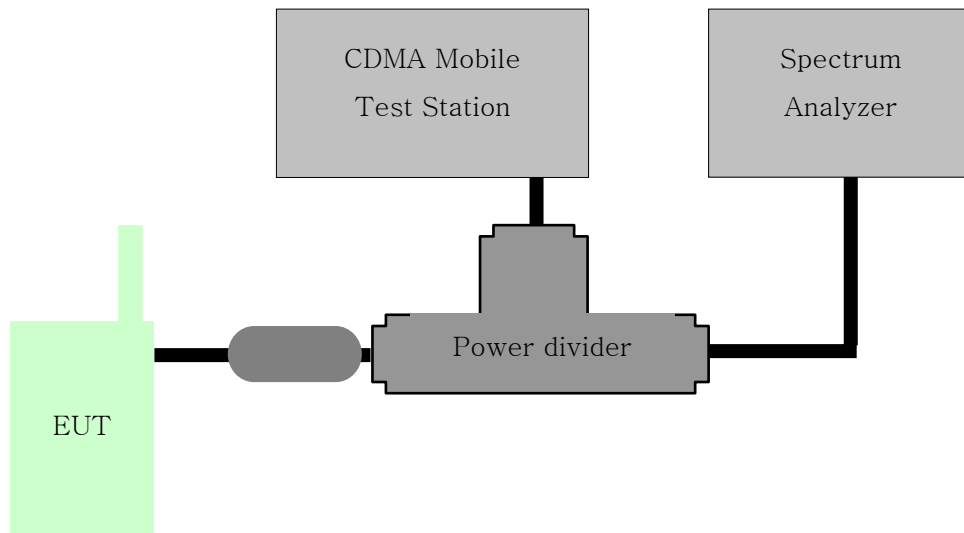 CDMA Mobile
Test Station
Spectrum
Analyzer
Power divider
EUT